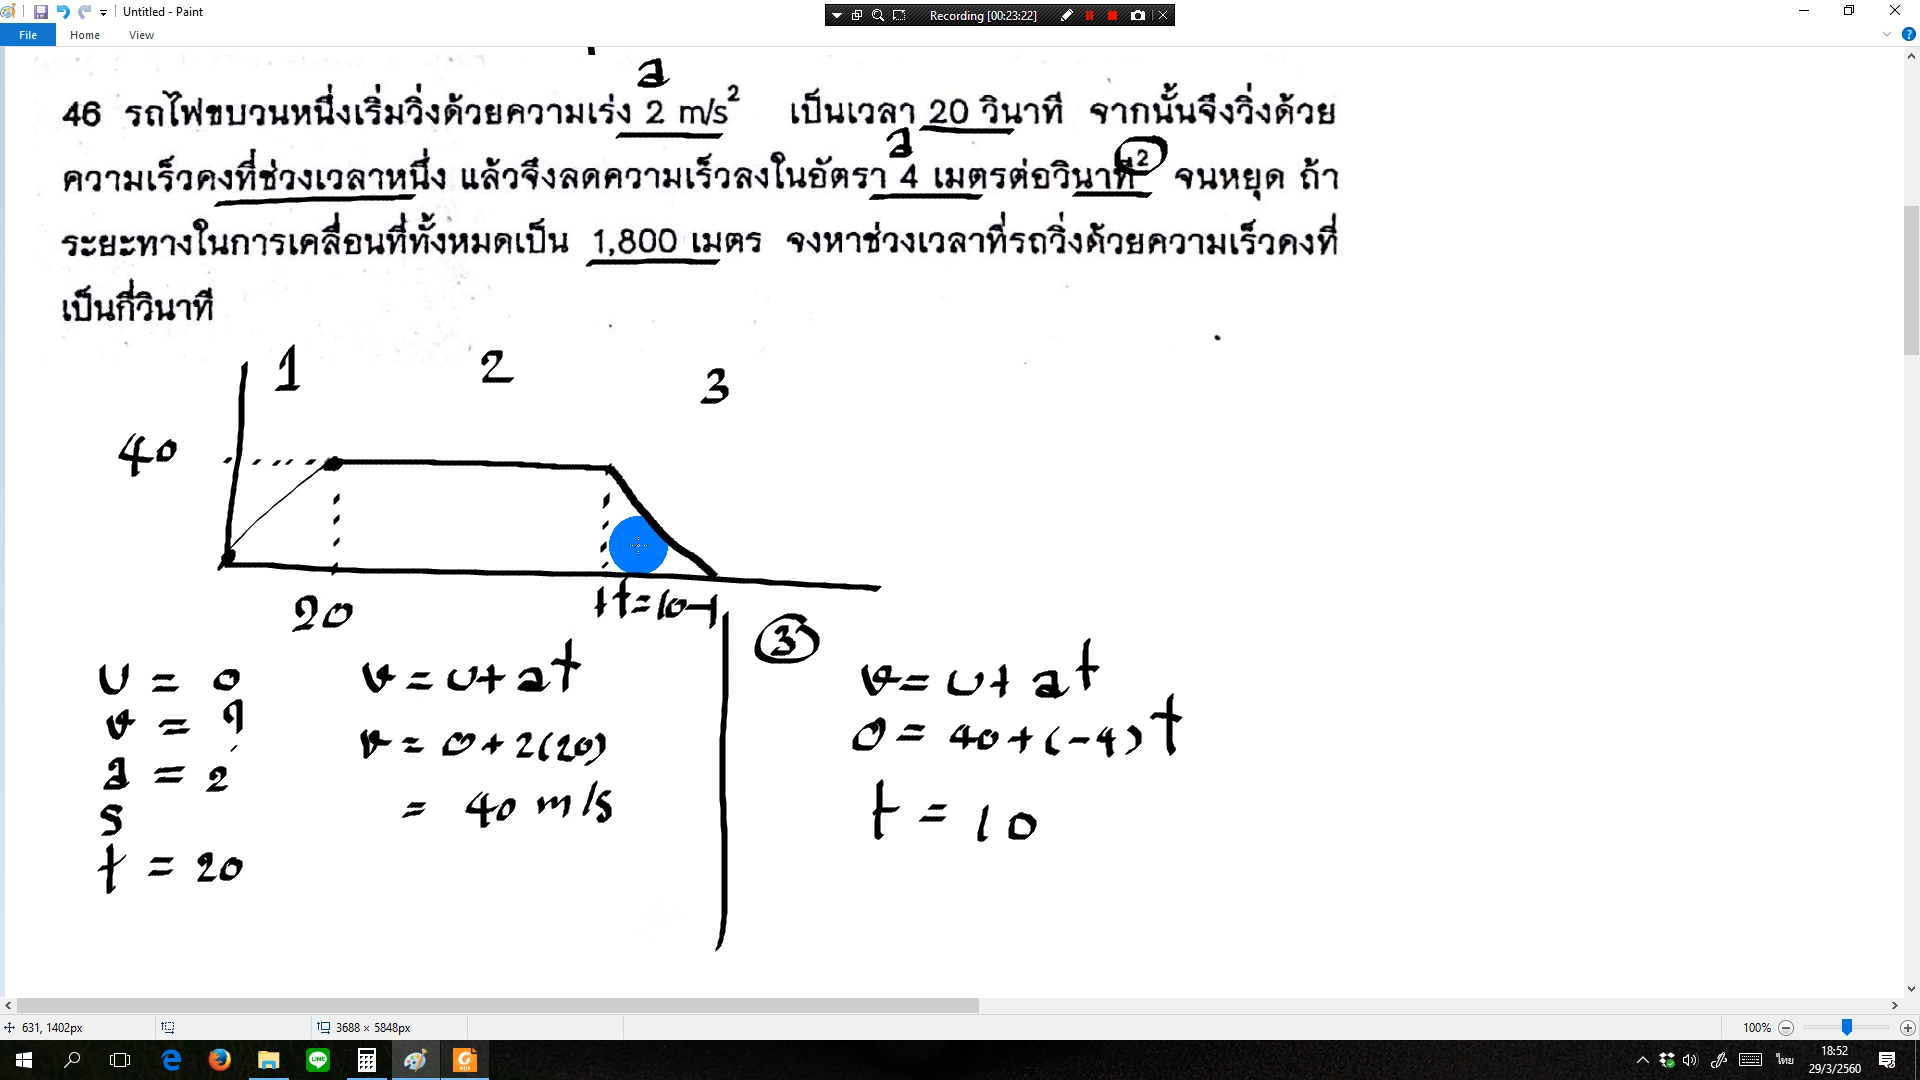 Untitled - Paint
Recording [00:23:22]
File Home View
a
46 รถไฟขบวนหนึ่งเริ่มวิ่งด้วยความเร่ง 2 m/s² เป็นเวลา 20 วินาที จากนั้นจึงวิ่งด้วย
a
ความเร็วคงที่ช่วงเวลาหนึ่ง แล้วจึงลดความเร็วลงในอัตรา 4 เมตรต่อวินาที² จนหยุด ถ้า
ระยะทางในการเคลื่อนที่ทั้งหมดเป็น 1,800 เมตร จงหาช่วงเวลาที่รถวิ่งด้วยความเร็วคงที่
เป็นกี่วินาที
1 2 3
40
20 t t=10
3
u = 0
v = ?
a = 2
s
t = 20
v = u + at
v = 0 + 2(20)
= 40 m/s
v = u + at
0 = 40 + (-4)t
t = 10
631, 1402px
3688 × 5848px
100%
ไทย
18:52
29/3/2560